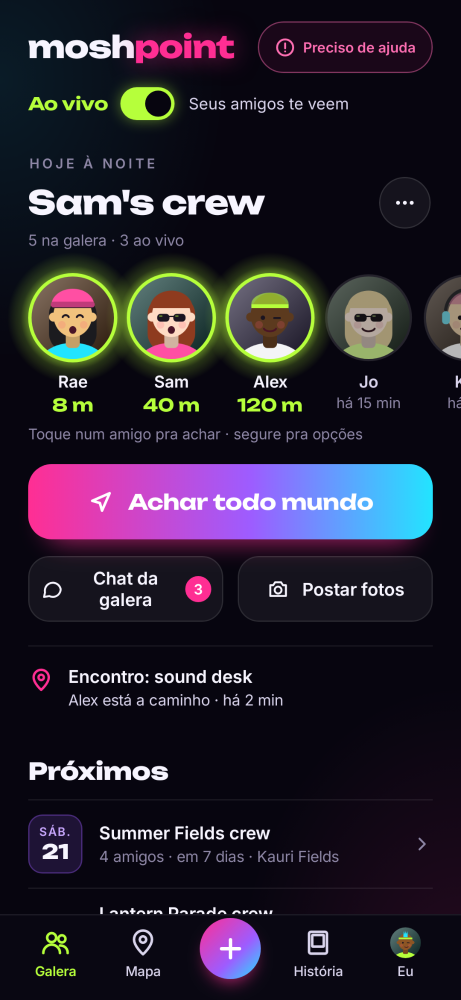 moshpoint
Preciso de ajuda
Ao vivo
Seus amigos te veem
HOJE À NOITE
Sam's crew
5 na galera · 3 ao vivo
Rae
Sam
Alex
Jo
8 m
40 m
120 m
há 15 min
Toque num amigo pra achar · segure pra opções
Achar todo mundo
Chat da
galera
3
Postar fotos
Encontro: sound desk
Alex está a caminho · há 2 min
Próximos
SÁB.
21
Summer Fields crew
4 amigos · em 7 dias · Kauri Fields
Lantern Parade crew
Galera
Mapa
História
Eu